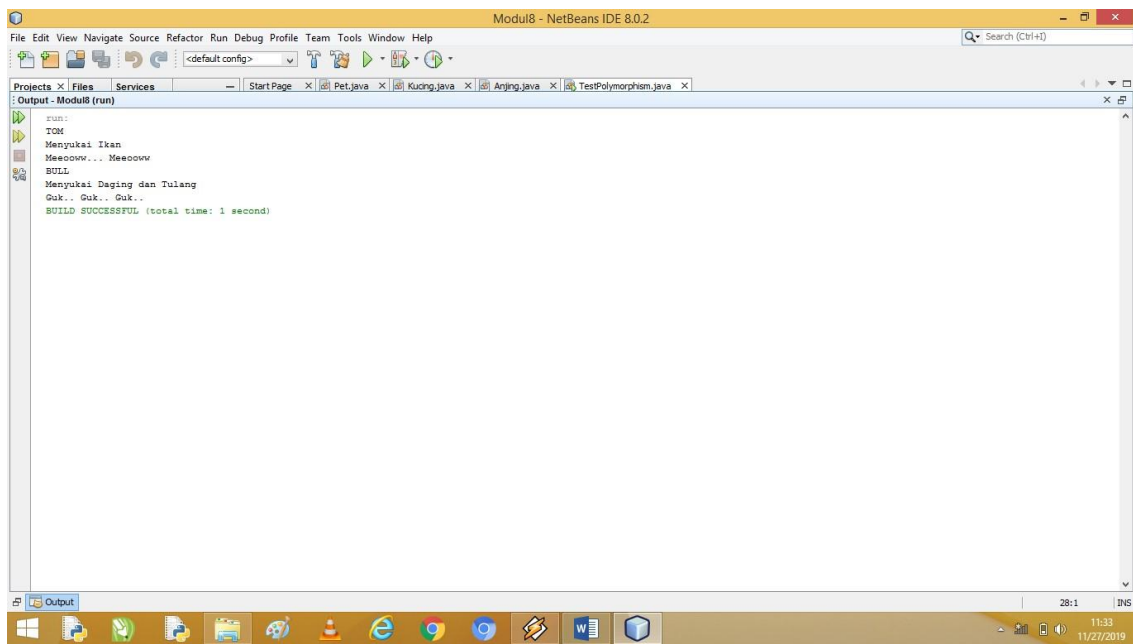 Modul8 - NetBeans IDE 8.0.2
File Edit View Navigate Source Refactor Run Debug Profile Team Tools Window Help
Search (Ctrl+I)
<default config>
Projects Files Services
Start Page Pet.java Kucing.java Anjing.java TestPolymorphism.java
Output - Modul8 (run)
run:
TOM
Menyukai Ikan
Meeooww... Meeooww
BULL
Menyukai Daging dan Tulang
Guk.. Guk.. Guk..
BUILD SUCCESSFUL (total time: 1 second)
Output
28:1 INS
11:33
11/27/2019